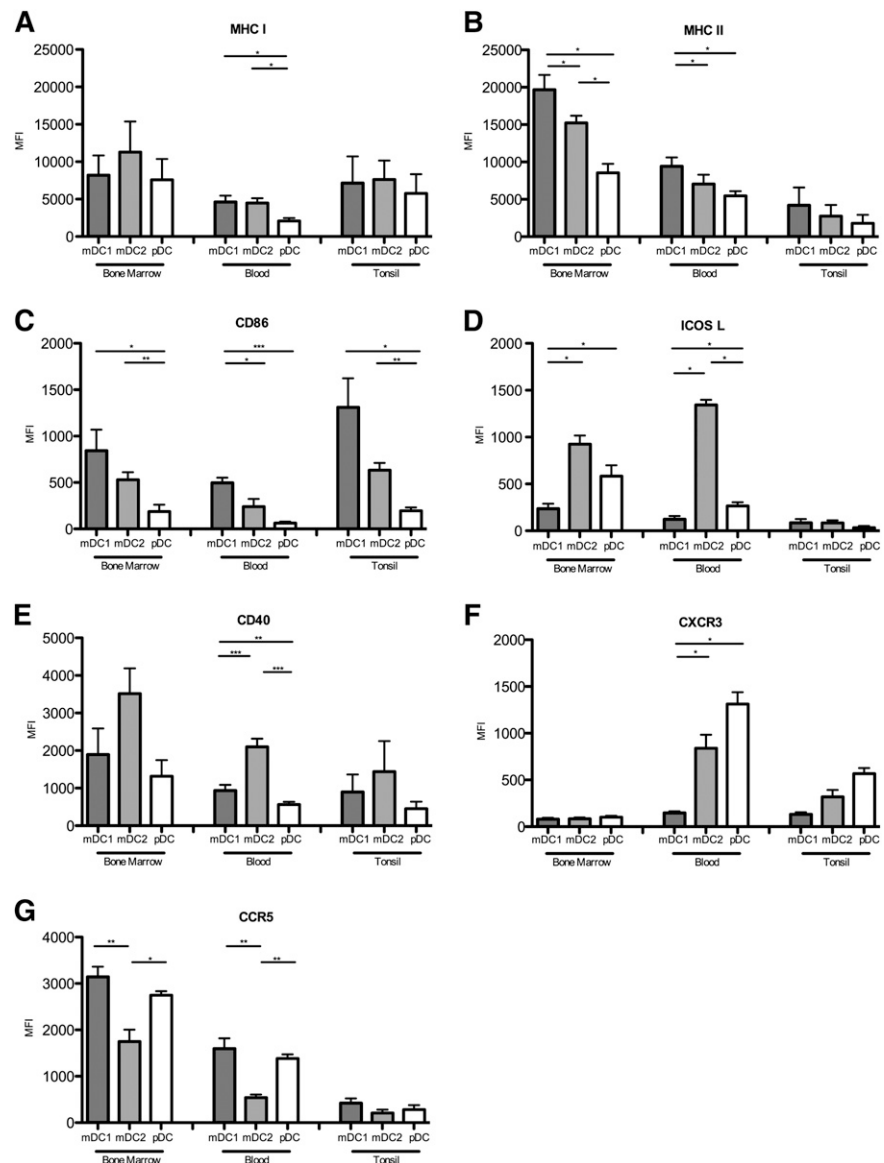 A
MHC I
MFI
25000
20000
15000
10000
5000
0
* 
*
mDC1 mDC2 pDC mDC1 mDC2 pDC mDC1 mDC2 pDC
Bone Marrow Blood Tonsil
B
MHC II
MFI
25000
20000
15000
10000
5000
0
* *
* *
*
mDC1 mDC2 pDC mDC1 mDC2 pDC mDC1 mDC2 pDC
Bone Marrow Blood Tonsil
C
CD86
MFI
2000
1500
1000
500
0
* *** *
** * **
mDC1 mDC2 pDC mDC1 mDC2 pDC mDC1 mDC2 pDC
Bone Marrow Blood Tonsil
D
ICOS L
MFI
2000
1500
1000
500
0
* *
* * *
mDC1 mDC2 pDC mDC1 mDC2 pDC mDC1 mDC2 pDC
Bone Marrow Blood Tonsil
E
CD40
MFI
5000
4000
3000
2000
1000
0
**
***
***
mDC1 mDC2 pDC mDC1 mDC2 pDC mDC1 mDC2 pDC
Bone Marrow Blood Tonsil
F
CXCR3
MFI
2000
1500
1000
500
0
*
*
mDC1 mDC2 pDC mDC1 mDC2 pDC mDC1 mDC2 pDC
Bone Marrow Blood Tonsil
G
CCR5
MFI
4000
3000
2000
1000
0
** **
* **
mDC1 mDC2 pDC mDC1 mDC2 pDC mDC1 mDC2 pDC
Bone Marrow Blood Tonsil